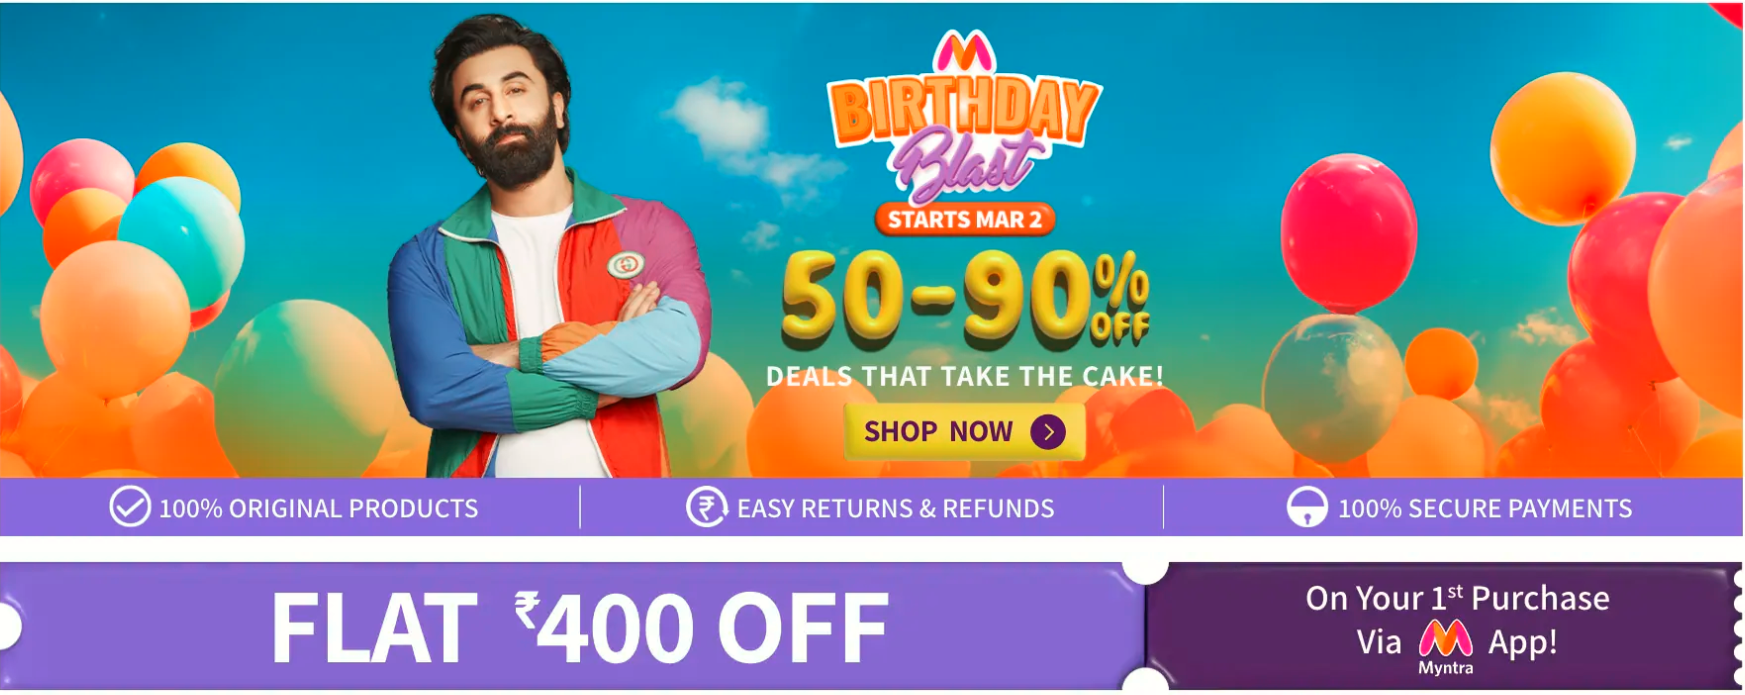 BIRTHDAY
Blast
STARTS MAR 2
50-90% OFF
DEALS THAT TAKE THE CAKE!
SHOP NOW
100% ORIGINAL PRODUCTS
EASY RETURNS & REFUNDS
100% SECURE PAYMENTS
FLAT ₹400 OFF
On Your 1st Purchase
Via M App!
Myntra